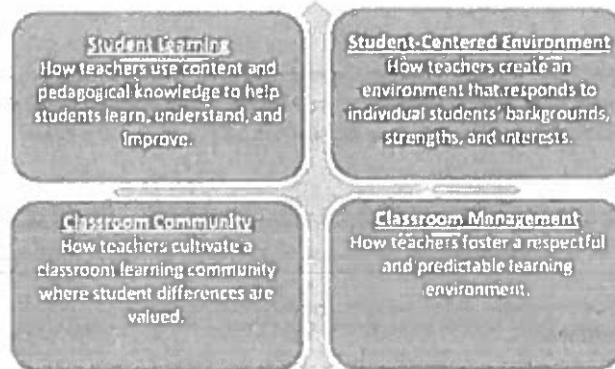 Student Learning
How teachers use content and
pedagogical knowledge to help
students learn, understand, and
improve.
Student-Centered Environment
How teachers create an
environment that responds to
individual students' backgrounds,
strengths, and interests.
Classroom Community
How teachers cultivate a
classroom learning community
where student differences are
valued.
Classroom Management
How teachers foster a respectful
and predictable learning
environment.